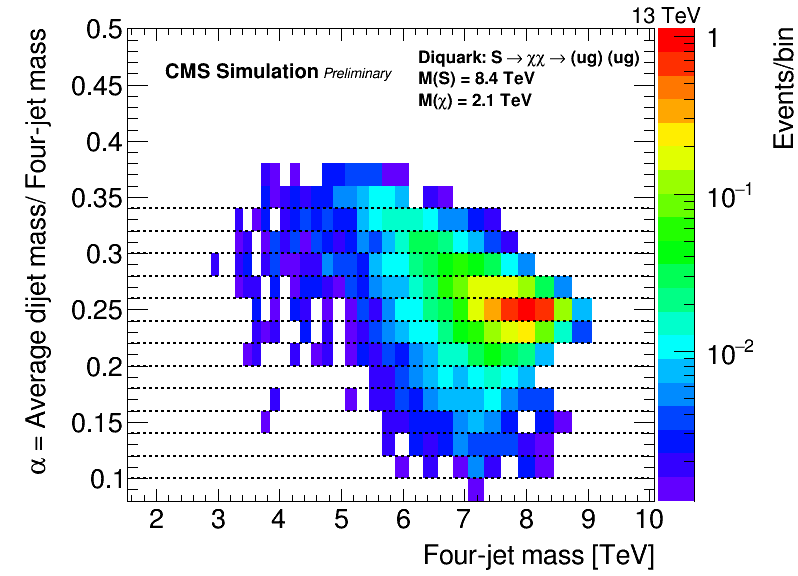 13 TeV
CMS Simulation Preliminary
Diquark: S → χχ → (ug) (ug)
M(S) = 8.4 TeV
M(χ) = 2.1 TeV
α = Average dijet mass/ Four-jet mass
0.5
0.45
0.4
0.35
0.3
0.25
0.2
0.15
0.1
2 3 4 5 6 7 8 9 10
Four-jet mass [TeV]
1
10⁻¹
10⁻²
Events/bin